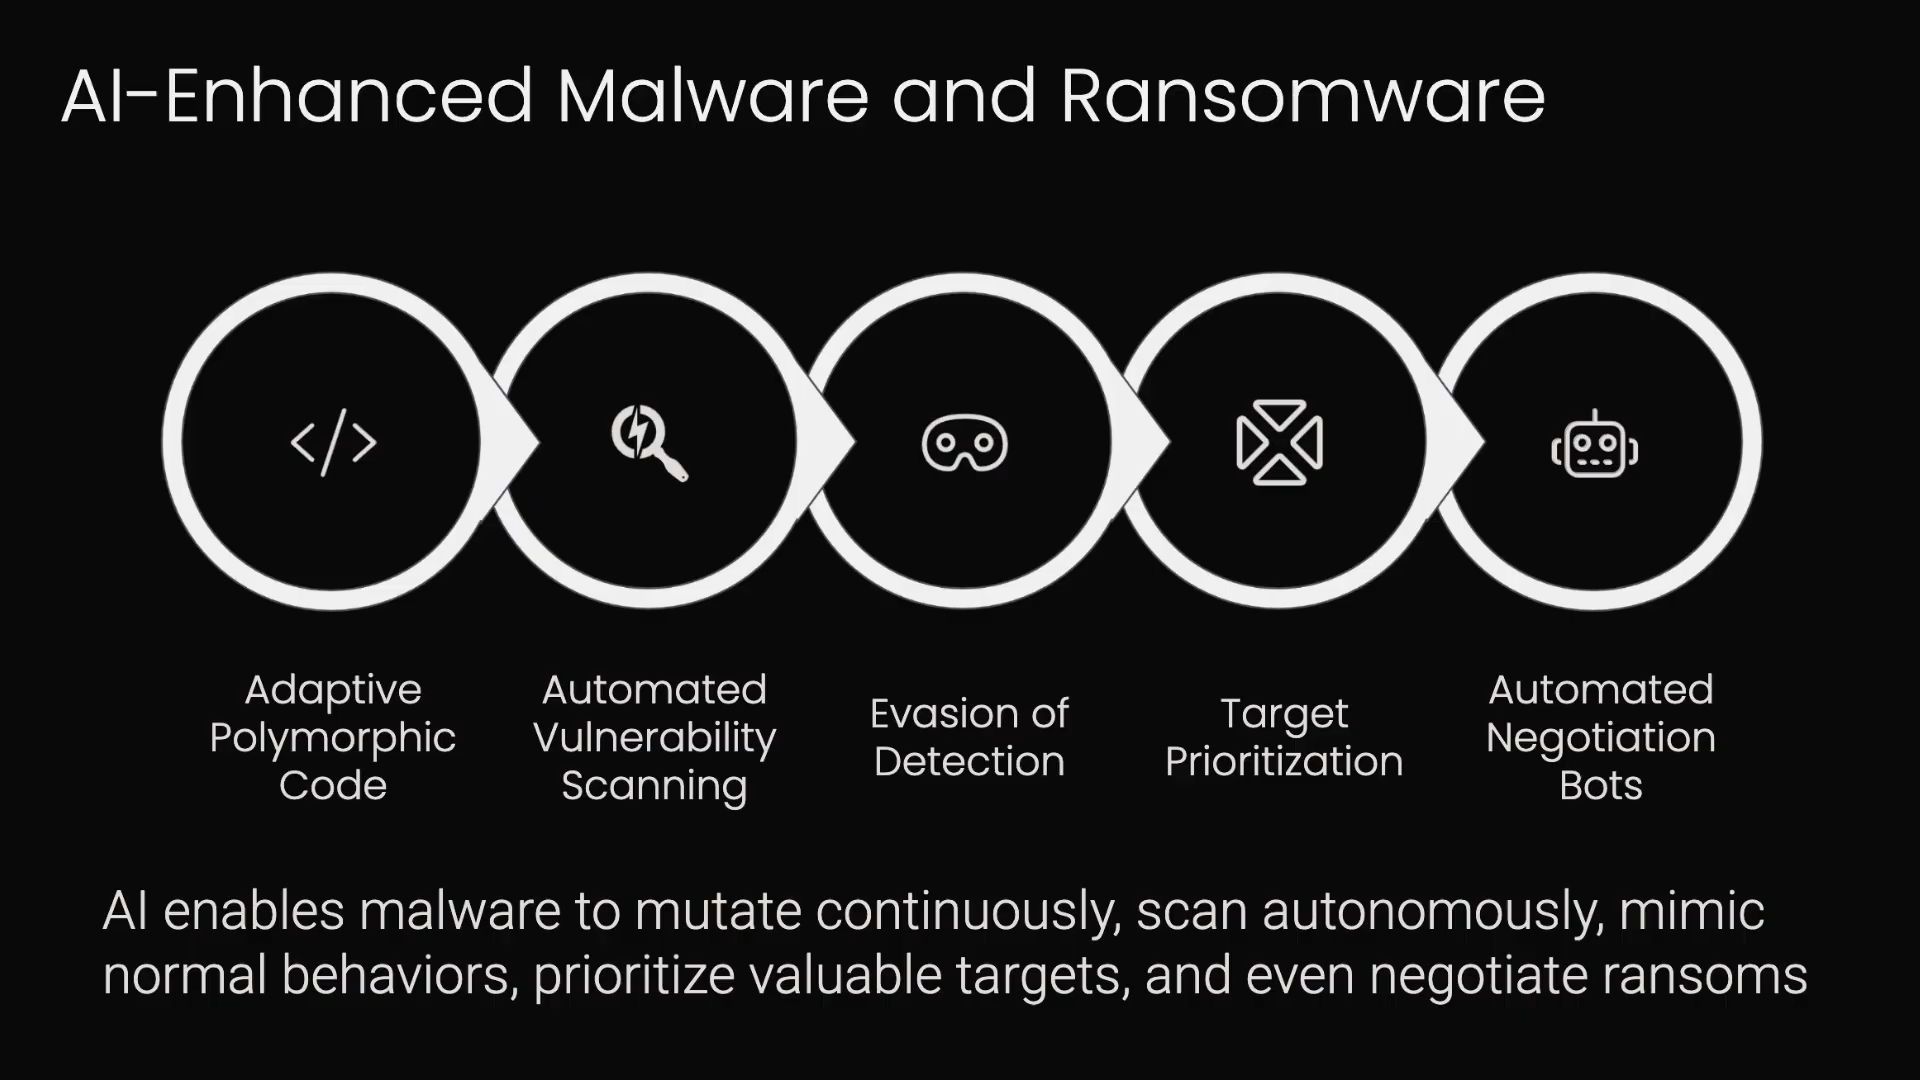 AI-Enhanced Malware and Ransomware
Adaptive
Polymorphic
Code
Automated
Vulnerability
Scanning
Evasion of
Detection
Target
Prioritization
Automated
Negotiation
Bots
AI enables malware to mutate continuously, scan autonomously, mimic
normal behaviors, prioritize valuable targets, and even negotiate ransoms